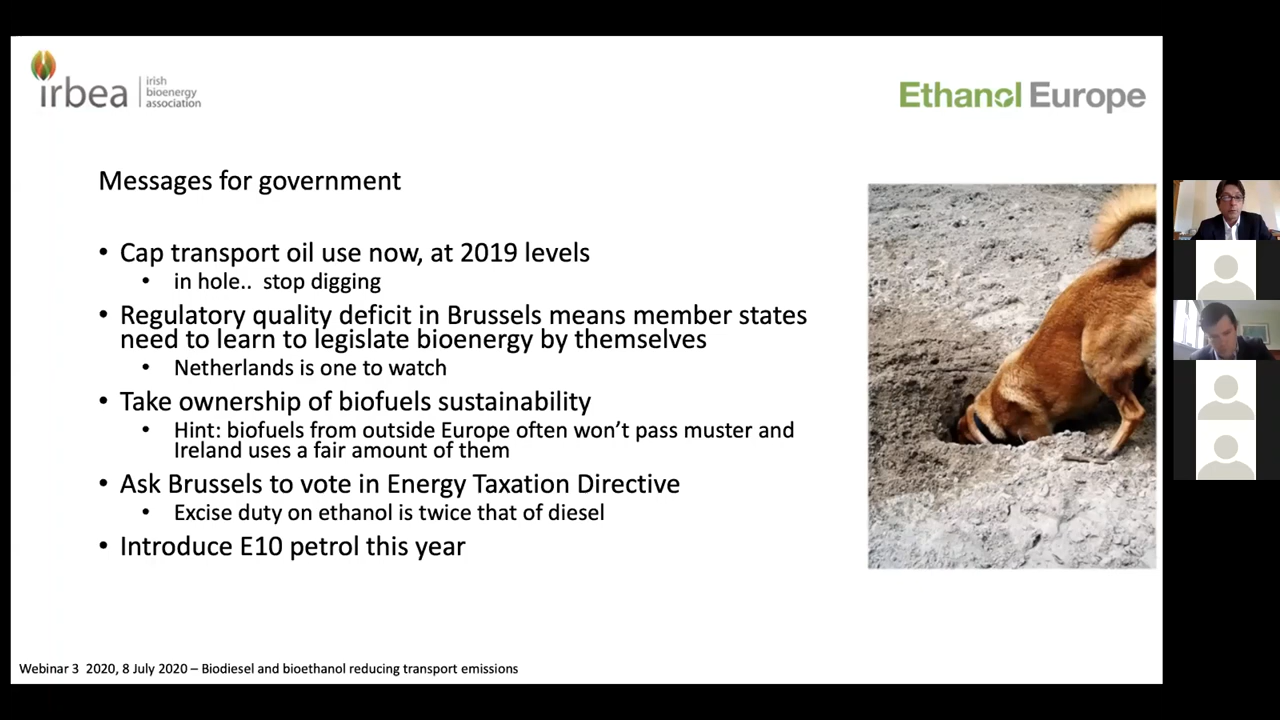 irbea
irish
bioenergy
association
Ethanol Europe
Messages for government
• Cap transport oil use now, at 2019 levels
• in hole.. stop digging
• Regulatory quality deficit in Brussels means member states
need to learn to legislate bioenergy by themselves
• Netherlands is one to watch
• Take ownership of biofuels sustainability
• Hint: biofuels from outside Europe often won’t pass muster and
Ireland uses a fair amount of them
• Ask Brussels to vote in Energy Taxation Directive
• Excise duty on ethanol is twice that of diesel
• Introduce E10 petrol this year
Webinar 3 2020, 8 July 2020 – Biodiesel and bioethanol reducing transport emissions